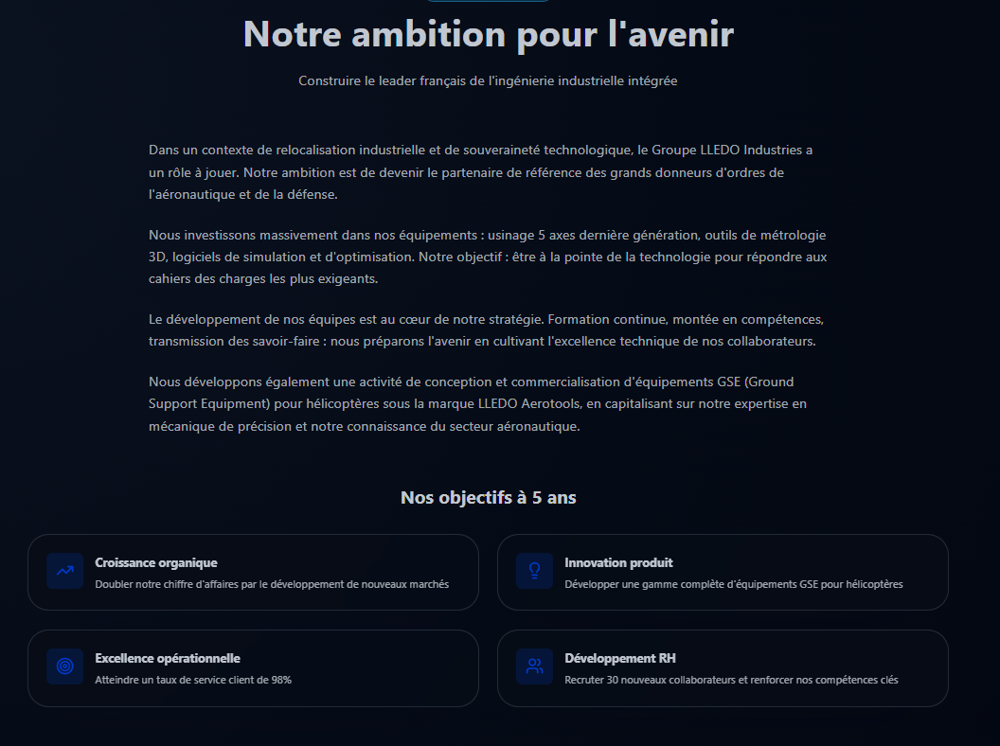 Notre ambition pour l'avenir
Construire le leader français de l'ingénierie industrielle intégrée
Dans un contexte de relocalisation industrielle et de souveraineté technologique, le Groupe LLEDO Industries a
un rôle à jouer. Notre ambition est de devenir le partenaire de référence des grands donneurs d'ordres de
l'aéronautique et de la défense.
Nous investissons massivement dans nos équipements : usinage 5 axes dernière génération, outils de métrologie
3D, logiciels de simulation et d'optimisation. Notre objectif : être à la pointe de la technologie pour répondre aux
cahiers des charges les plus exigeants.
Le développement de nos équipes est au cœur de notre stratégie. Formation continue, montée en compétences,
transmission des savoir-faire : nous préparons l'avenir en cultivant l'excellence technique de nos collaborateurs.
Nous développons également une activité de conception et commercialisation d'équipements GSE (Ground
Support Equipment) pour hélicoptères sous la marque LLEDO Aerotools, en capitalisant sur notre expertise en
mécanique de précision et notre connaissance du secteur aéronautique.
Nos objectifs à 5 ans
Croissance organique
Doubler notre chiffre d'affaires par le développement de nouveaux marchés
Innovation produit
Développer une gamme complète d'équipements GSE pour hélicoptères
Excellence opérationnelle
Atteindre un taux de service client de 98%
Développement RH
Recruter 30 nouveaux collaborateurs et renforcer nos compétences clés